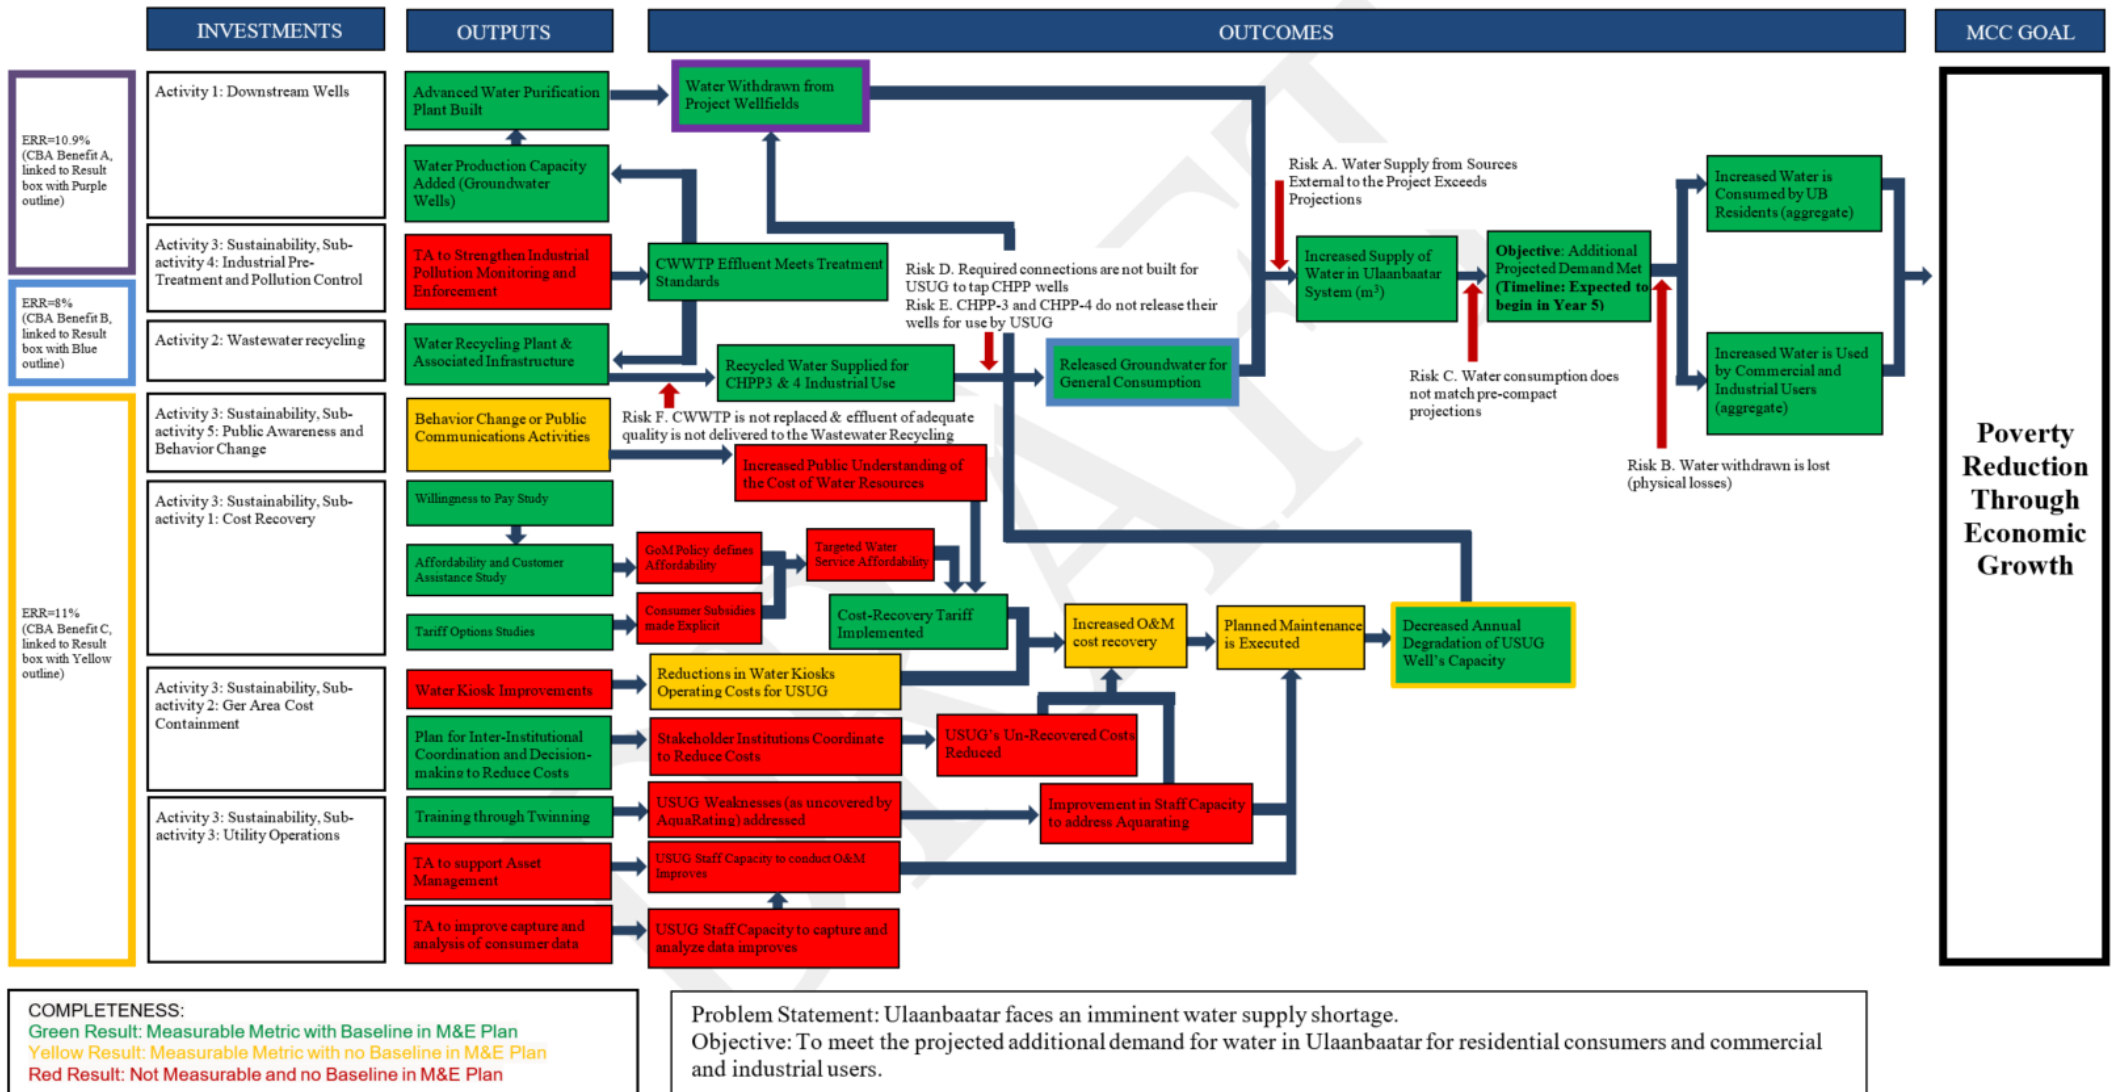 INVESTMENTS
OUTPUTS
OUTCOMES
MCC GOAL
ERR=10.9%
(CBA Benefit A,
linked to Result
box with Purple
outline)
ERR=8%
(CBA Benefit B,
linked to Result
box with Blue
outline)
ERR=11%
(CBA Benefit C,
linked to Result
box with Yellow
outline)
Activity 1: Downstream Wells
Activity 3: Sustainability, Sub-
activity 4: Industrial Pre-
Treatment and Pollution Control
Activity 2: Wastewater recycling
Activity 3: Sustainability, Sub-
activity 5: Public Awareness and
Behavior Change
Activity 3: Sustainability, Sub-
activity 1: Cost Recovery
Activity 3: Sustainability, Sub-
activity 2: Ger Area Cost
Containment
Activity 3: Sustainability, Sub-
activity 3: Utility Operations
Advanced Water Purification
Plant Built
Water Production Capacity
Added (Groundwater
Wells)
TA to Strengthen Industrial
Pollution Monitoring and
Enforcement
Water Recycling Plant &
Associated Infrastructure
Behavior Change or Public
Communications Activities
Willingness to Pay Study
Affordability and Customer
Assistance Study
Tariff Options Studies
Water Kiosk Improvements
Plan for Inter-Institutional
Coordination and Decision-
making to Reduce Costs
Training through Twinning
TA to support Asset
Management
TA to improve capture and
analysis of consumer data
Water Withdrawn from
Project Wellfields
CWWTP Effluent Meets Treatment
Standards
Recycled Water Supplied for
CHPP3 & 4 Industrial Use
Risk F. CWWTP is not replaced & effluent of adequate
quality is not delivered to the Wastewater Recycling
Increased Public Understanding of
the Cost of Water Resources
GoM Policy defines
Affordability
Consumer Subsidies
made Explicit
Targeted Water
Service Affordability
Cost-Recovery Tariff
Implemented
Reductions in Water Kiosks
Operating Costs for USUG
Stakeholder Institutions Coordinate
to Reduce Costs
USUG's Un-Recovered Costs
Reduced
USUG Weaknesses (as uncovered by
AquaRating) addressed
Improvement in Staff Capacity
to address Aquarating
USUG Staff Capacity to conduct O&M
Improves
USUG Staff Capacity to capture and
analyze data improves
Risk D. Required connections are not built for
USUG to tap CHPP wells
Risk E. CHPP-3 and CHPP-4 do not release their
wells for use by USUG
Released Groundwater for
General Consumption
Increased O&M
cost recovery
Planned Maintenance
is Executed
Decreased Annual
Degradation of USUG
Well's Capacity
Risk A. Water Supply from Sources
External to the Project Exceeds
Projections
Increased Supply of
Water in Ulaanbaatar
System (m³)
Objective: Additional
Projected Demand Met
(Timeline: Expected to
begin in Year 5)
Risk C. Water consumption does
not match pre-compact
projections
Risk B. Water withdrawn is lost
(physical losses)
Increased Water is
Consumed by UB
Residents (aggregate)
Increased Water is Used
by Commercial and
Industrial Users
(aggregate)
Poverty
Reduction
Through
Economic
Growth
COMPLETENESS:
Green Result: Measurable Metric with Baseline in M&E Plan
Yellow Result: Measurable Metric with no Baseline in M&E Plan
Red Result: Not Measurable and no Baseline in M&E Plan
Problem Statement: Ulaanbaatar faces an imminent water supply shortage.
Objective: To meet the projected additional demand for water in Ulaanbaatar for residential consumers and commercial
and industrial users.
DRAFT